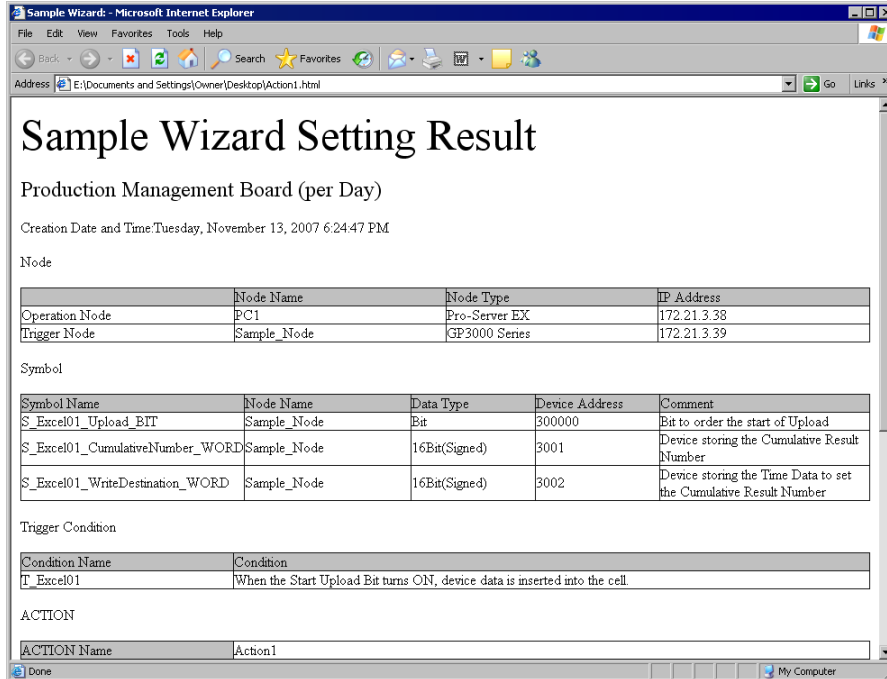 Sample Wizard: - Microsoft Internet Explorer
File Edit View Favorites Tools Help
Back Search Favorites
Address E:\Documents and Settings\Owner\Desktop\Action1.html Go Links »
Sample Wizard Setting Result
Production Management Board (per Day)
Creation Date and Time:Tuesday, November 13, 2007 6:24:47 PM
Node
Node Name Node Type IP Address
Operation Node PC1 Pro-Server EX 172.21.3.38
Trigger Node Sample_Node GP3000 Series 172.21.3.39
Symbol
Symbol Name Node Name Data Type Device Address Comment
S_Excel01_Upload_BIT Sample_Node Bit 300000 Bit to order the start of Upload
S_Excel01_CumulativeNumber_WORD Sample_Node 16Bit(Signed) 3001 Device storing the Cumulative Result
Number
S_Excel01_WriteDestination_WORD Sample_Node 16Bit(Signed) 3002 Device storing the Time Data to set
the Cumulative Result Number
Trigger Condition
Condition Name Condition
T_Excel01 When the Start Upload Bit turns ON, device data is inserted into the cell.
ACTION
ACTION Name Action1
Done My Computer